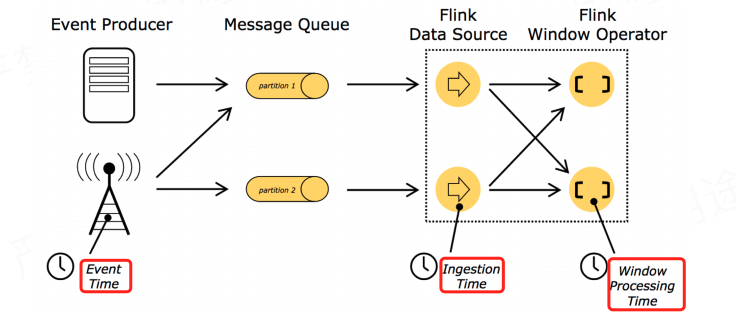 Event Producer
Message Queue
Flink
Data Source
Flink
Window Operator
partition 1
partition 2
Event
Time
Ingestion
Time
Window
Processing
Time